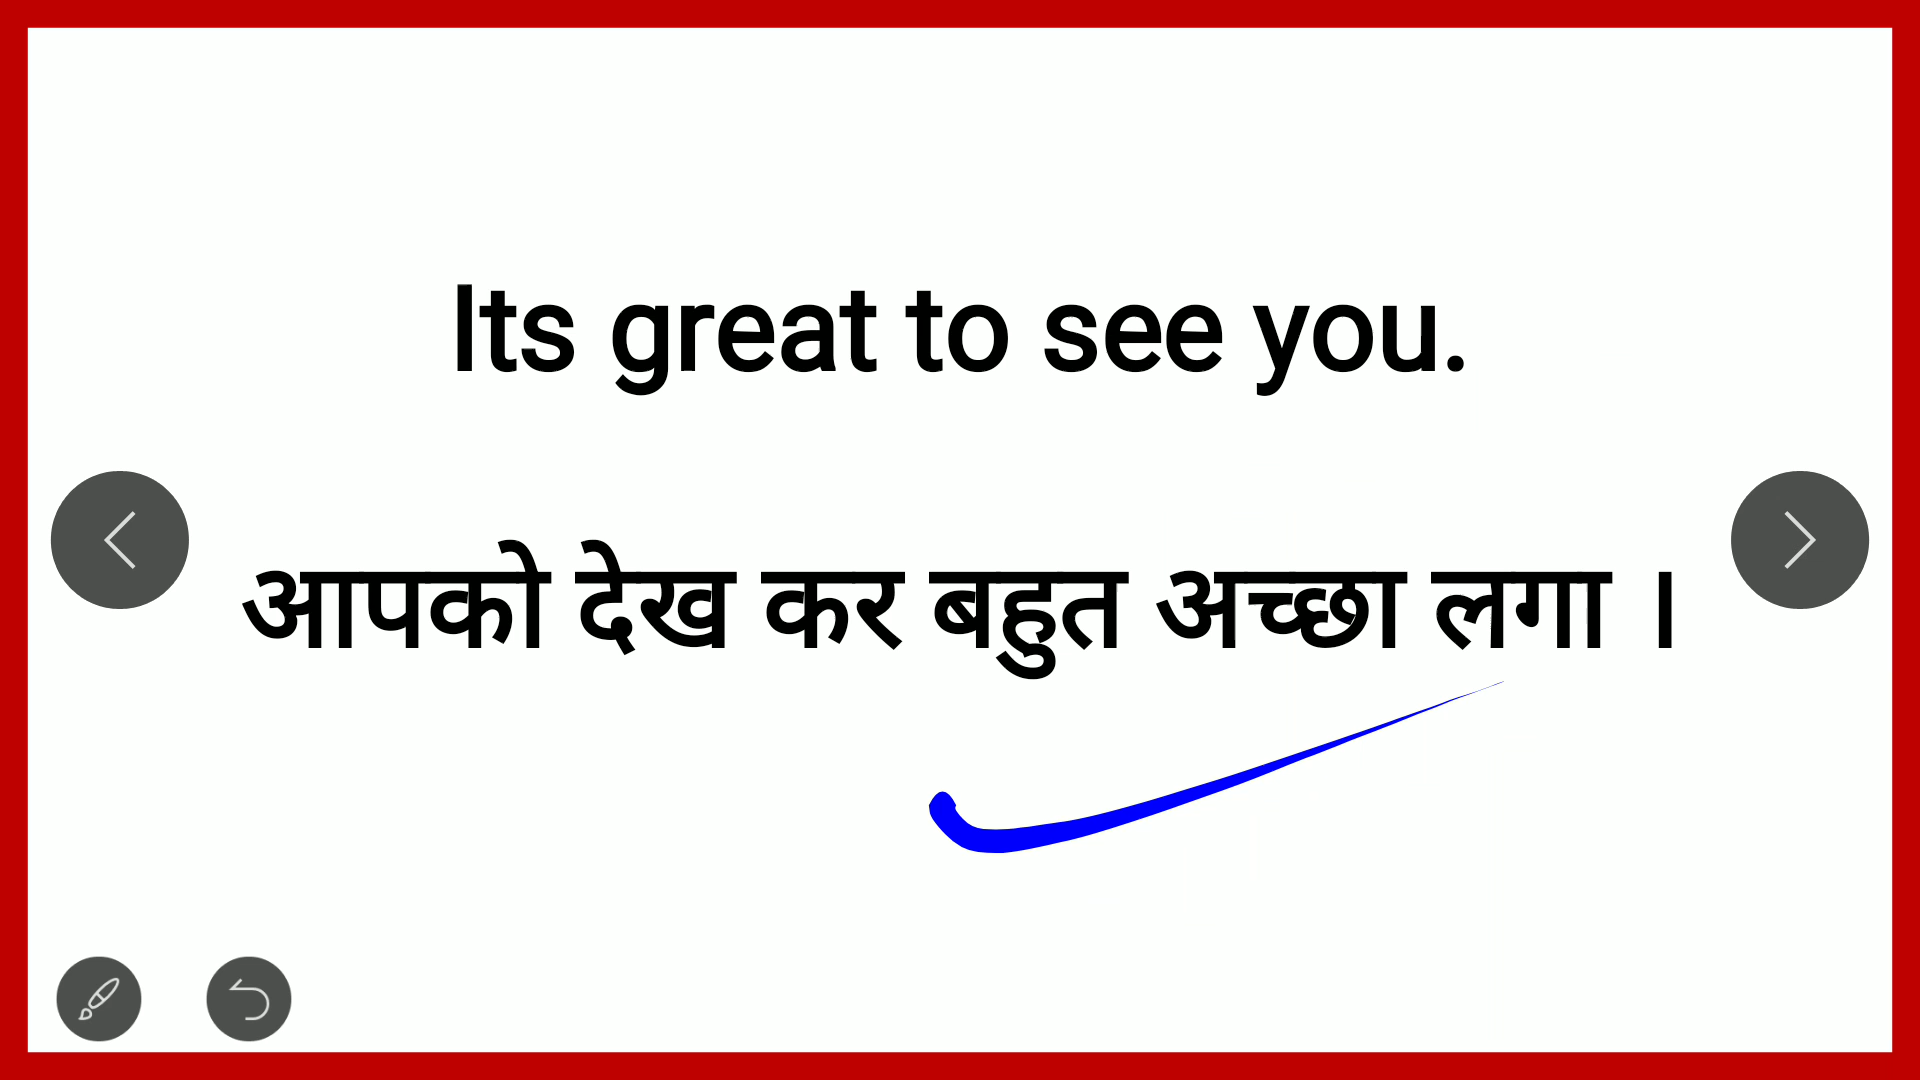 Its great to see you.
आपको देख कर बहुत अच्छा लगा ।